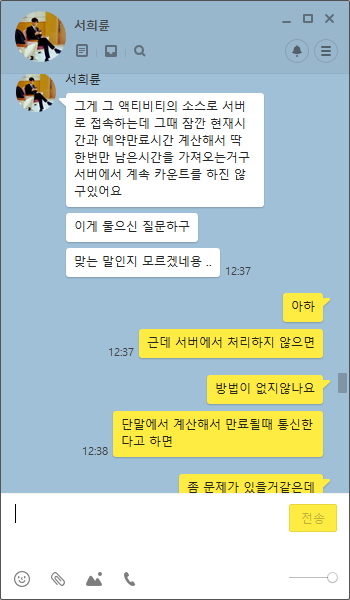 서희륜
서희륜
그게 그 액티비티의 소스로 서버
로 접속하는데 그때 잠깐 현재시
간과 예약만료시간 계산해서 딱
한번만 남은시간을 가져오는거구
서버에서 계속 카운트를 하진 않
구있어요
이게 물으신 질문하구
맞는 말인지 모르겠네용 ..
12:37
아하
근데 서버에서 처리하지 않으면
12:37
방법이 없지않나요
단말에서 계산해서 만료될때 통신한
다고 하면
12:38
좀 문제가 있을거같은데
전송